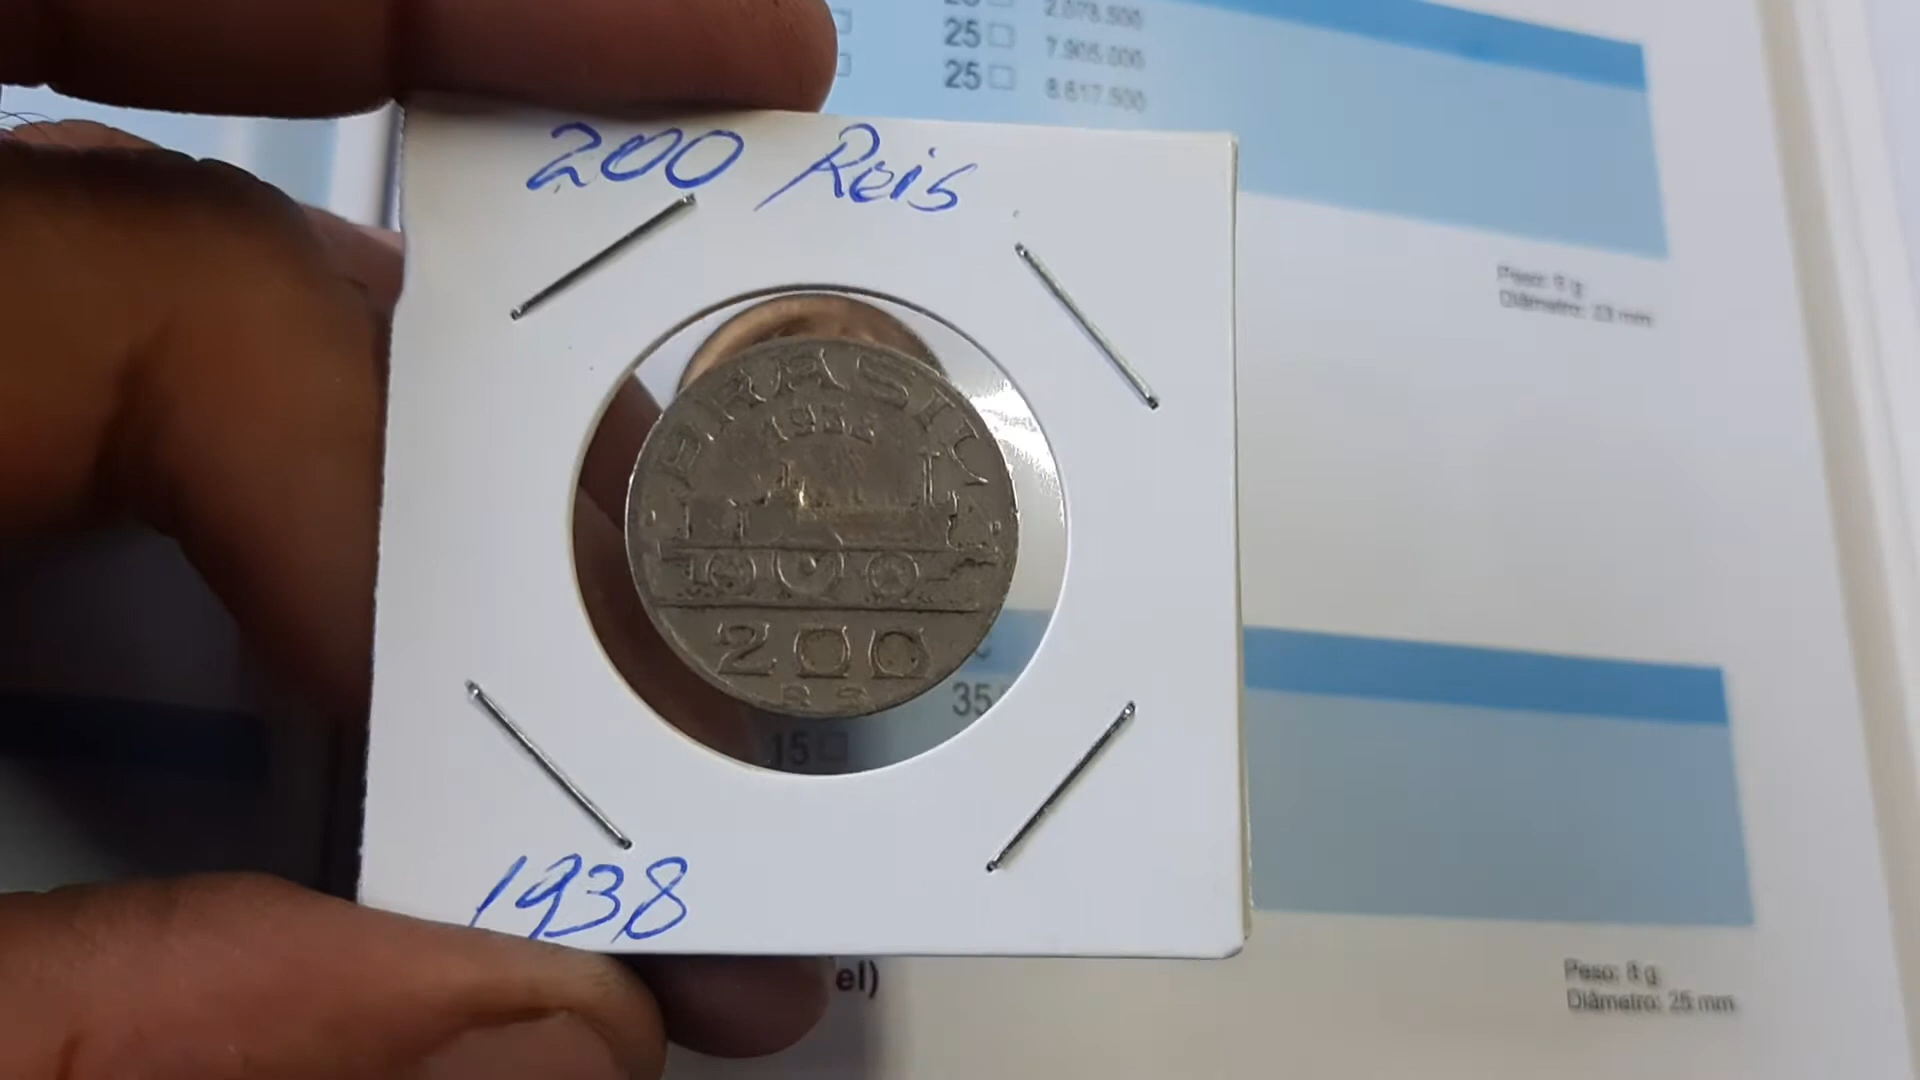 25 2.078.500
25 7.905.000
25 8.617.500
200 Reis
Peso: 5 g
Diâmetro: 23 mm
BRASIL
1938
200
RS
35
15
1938
el)
Peso: 8 g
Diâmetro: 25 mm